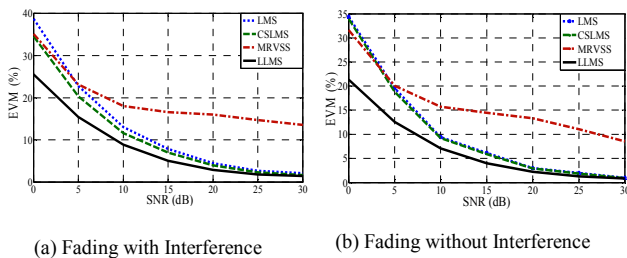 40
30
20
10
0
0 5 10 15 20 25 30
EVM (%)
SNR (dB)
LMS
CSLMS
MRVSS
LLMS
(a) Fading with Interference
35
30
25
20
15
10
5
0
0 5 10 15 20 25 30
EVM (%)
SNR (dB)
LMS
CSLMS
MRVSS
LLMS
(b) Fading without Interference